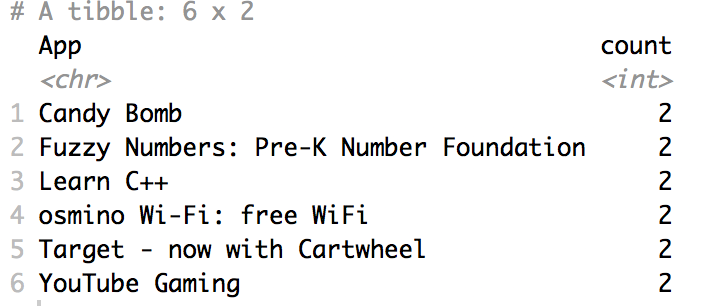 # A tibble: 6 x 2
App count
<chr> <int>
1 Candy Bomb 2
2 Fuzzy Numbers: Pre-K Number Foundation 2
3 Learn C++ 2
4 osmino Wi-Fi: free WiFi 2
5 Target - now with Cartwheel 2
6 YouTube Gaming 2